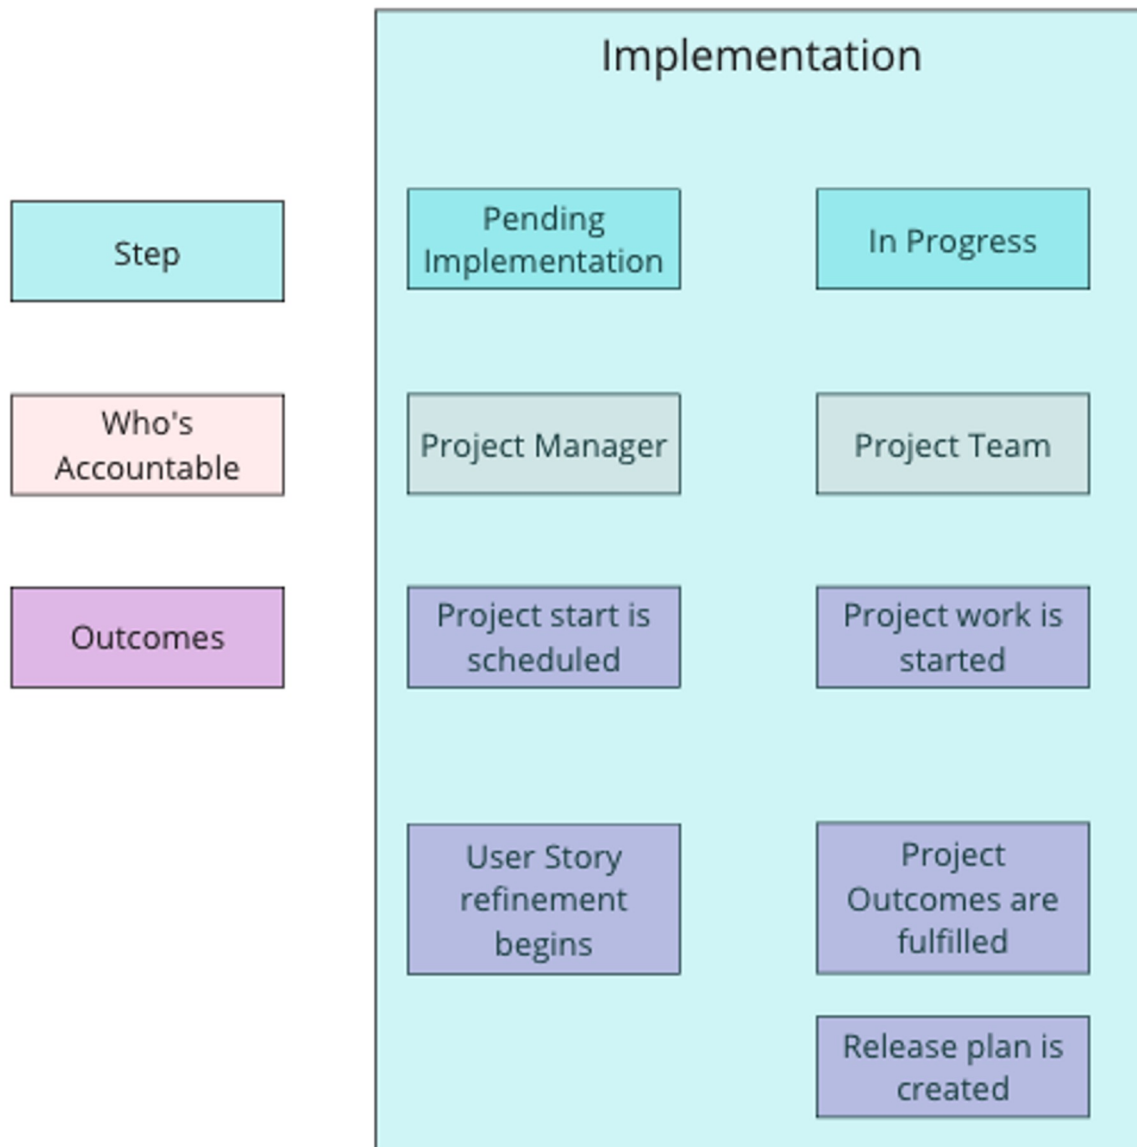 Implementation
Step
Pending
Implementation
In Progress
Who's
Accountable
Project Manager
Project Team
Outcomes
Project start is
scheduled
Project work is
started
User Story
refinement
begins
Project
Outcomes are
fulfilled
Release plan is
created